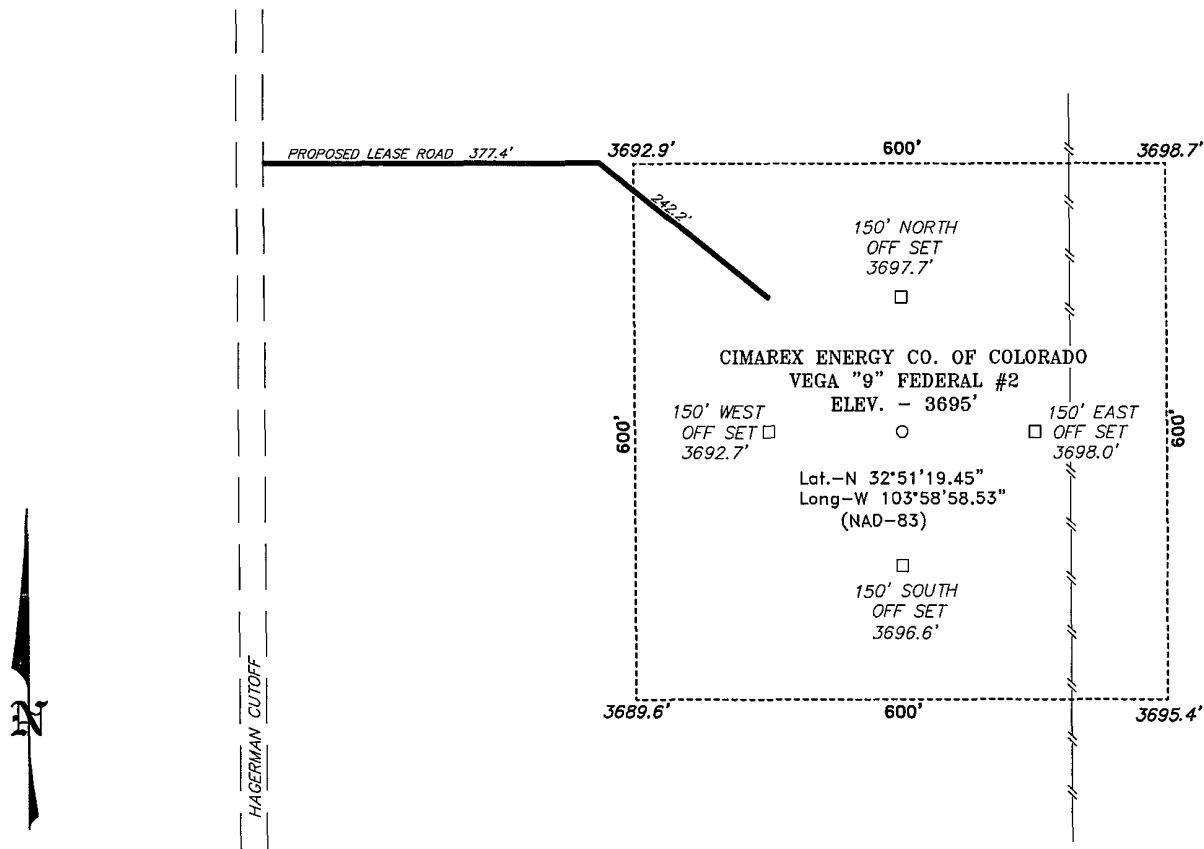 PROPOSED LEASE ROAD 377.4'
3692.9'
600'
3698.7'
242.2'
150' NORTH
OFF SET
3697.7'
CIMAREX ENERGY CO. OF COLORADO
VEGA "9" FEDERAL #2
ELEV. - 3695'
600'
150' WEST
OFF SET
3692.7'
150' EAST
OFF SET
3698.0'
600'
Lat.-N 32°51'19.45"
Long-W 103°58'58.53"
(NAD-83)
150' SOUTH
OFF SET
3696.6'
HAGERMAN CUTOFF
3689.6'
600'
3695.4'
N